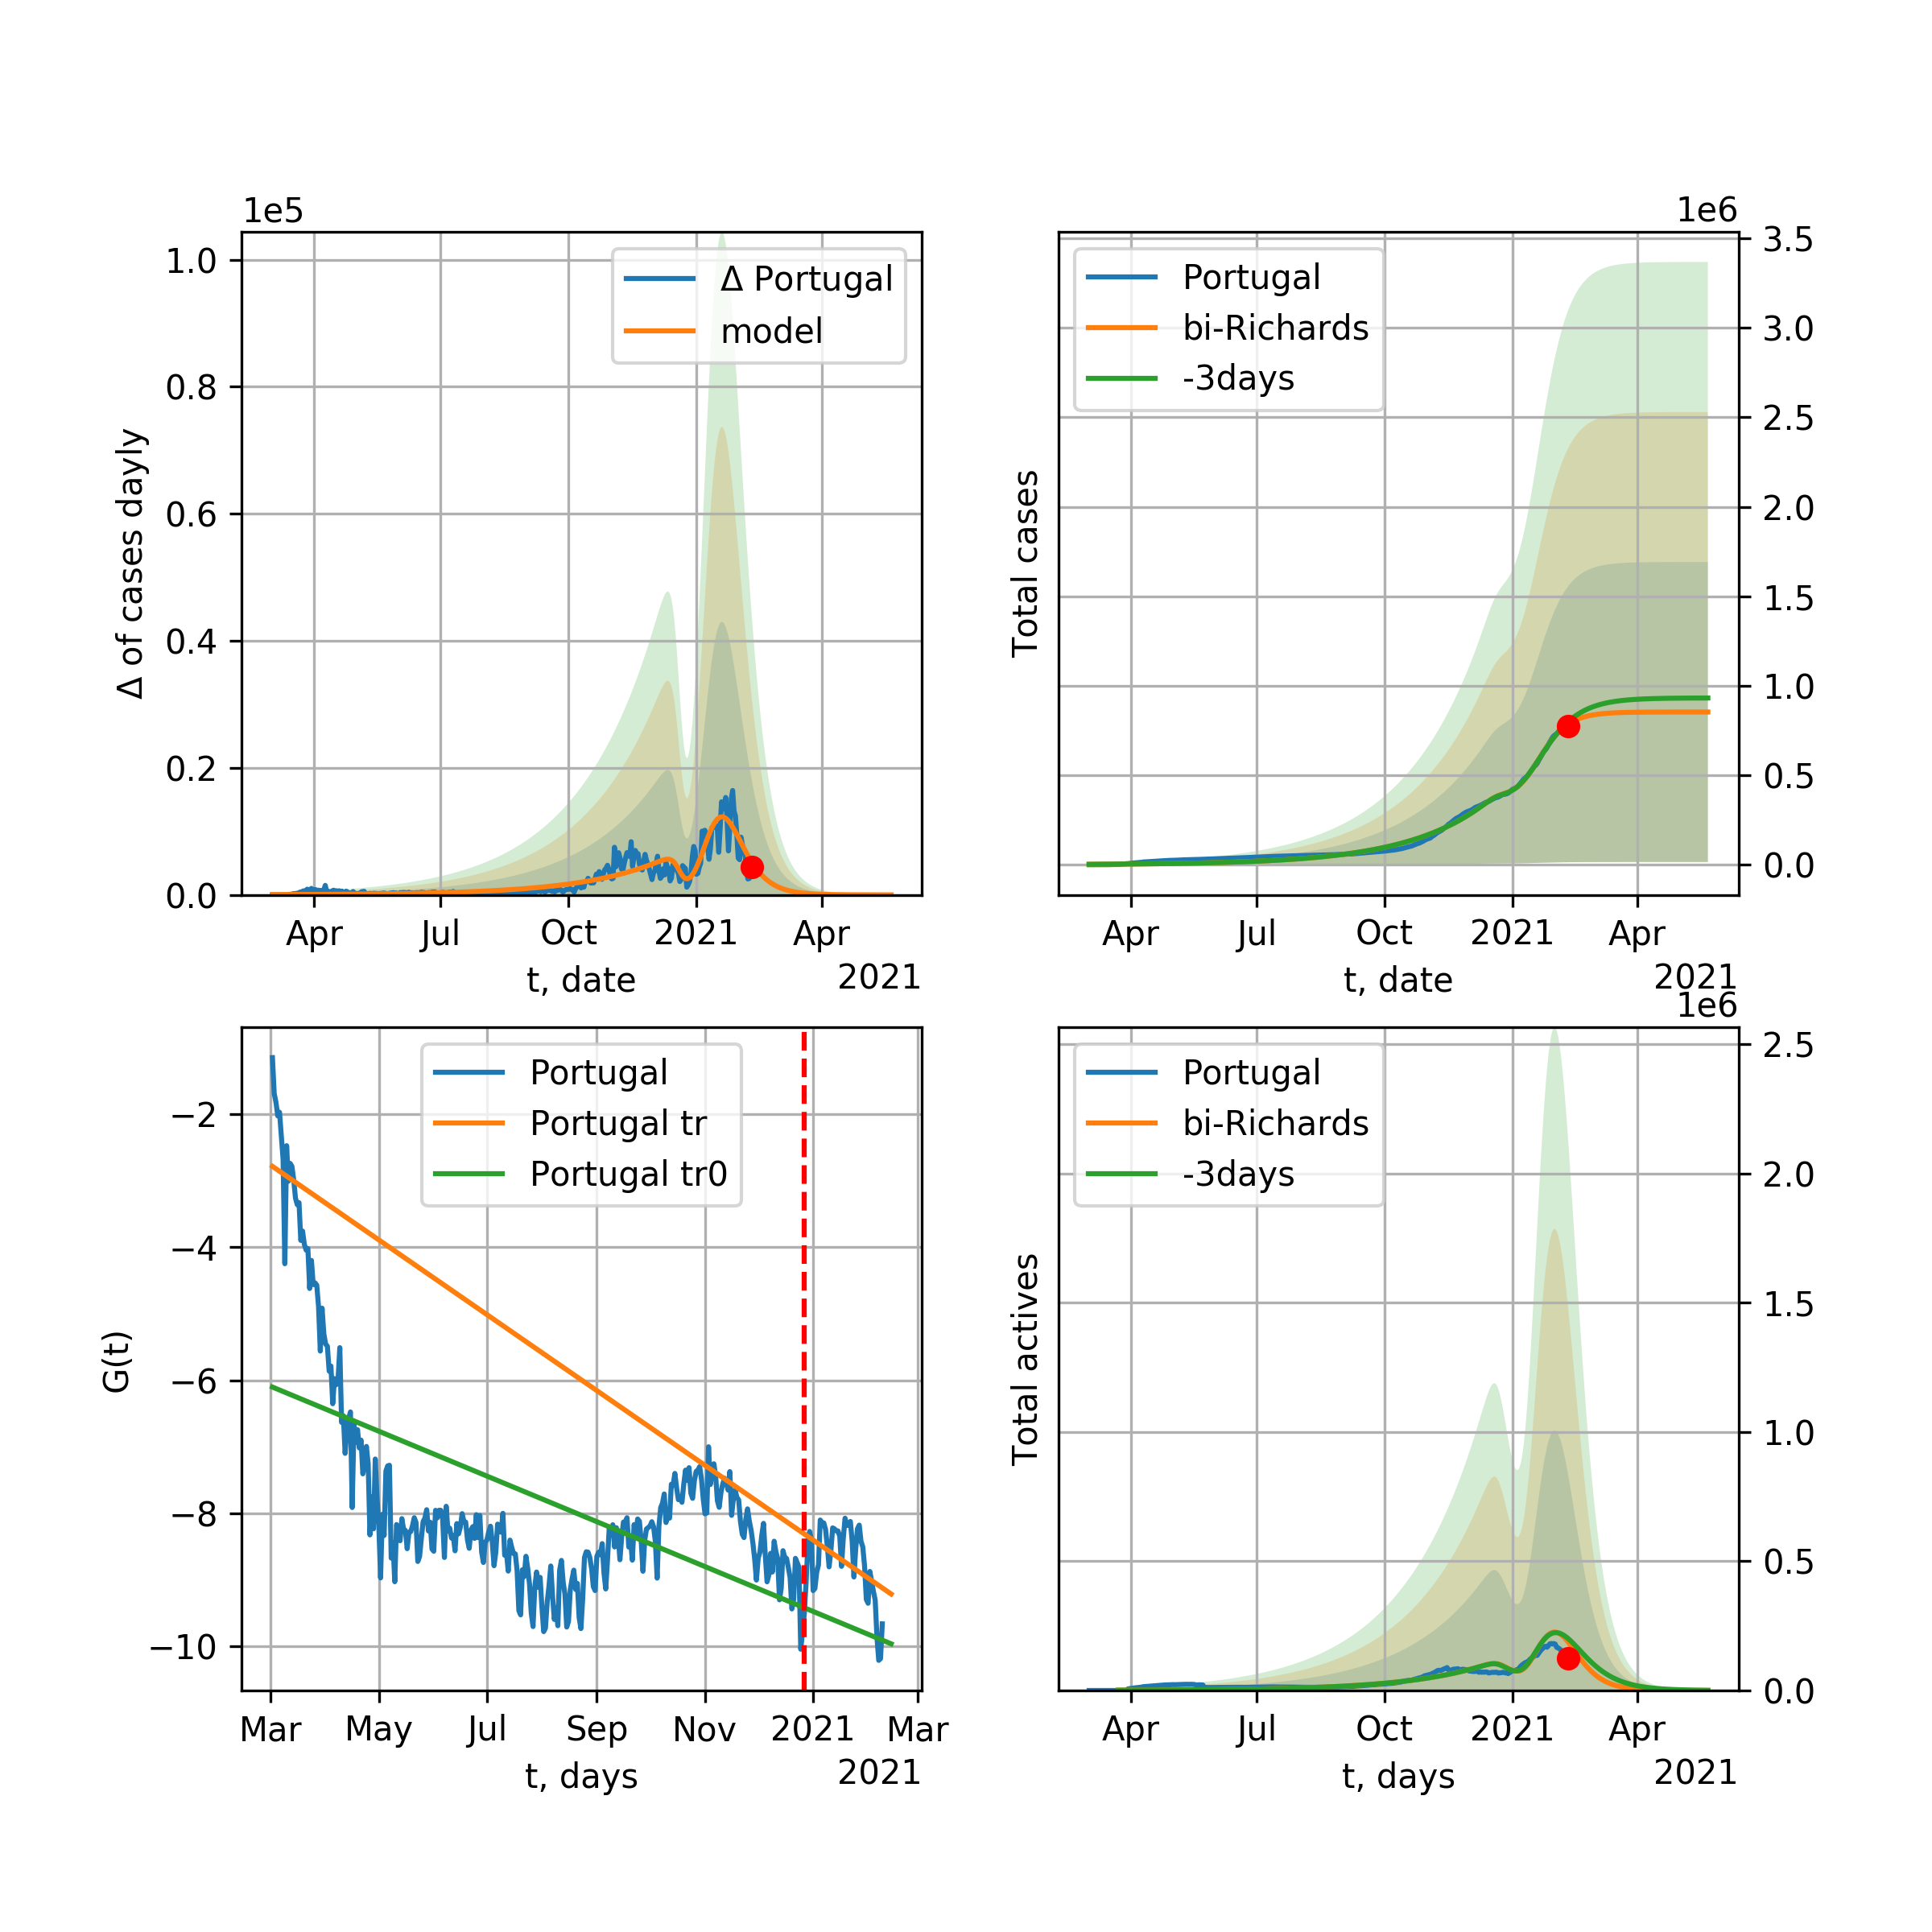 1e5
1.0
0.8
0.6
0.4
0.2
0.0
Δ of cases dayly
Δ Portugal
model
Apr Jul Oct 2021 Apr
t, date
2021
1e6
3.5
3.0
2.5
2.0
1.5
1.0
0.5
0.0
Total cases
Portugal
bi-Richards
-3days
Apr Jul Oct 2021 Apr
t, date
2021
−2
−4
−6
−8
−10
G(t)
Portugal
Portugal tr
Portugal tr0
Mar May Jul Sep Nov 2021 Mar
t, days
2021
1e6
2.5
2.0
1.5
1.0
0.5
0.0
Total actives
Portugal
bi-Richards
-3days
Apr Jul Oct 2021 Apr
t, days
2021